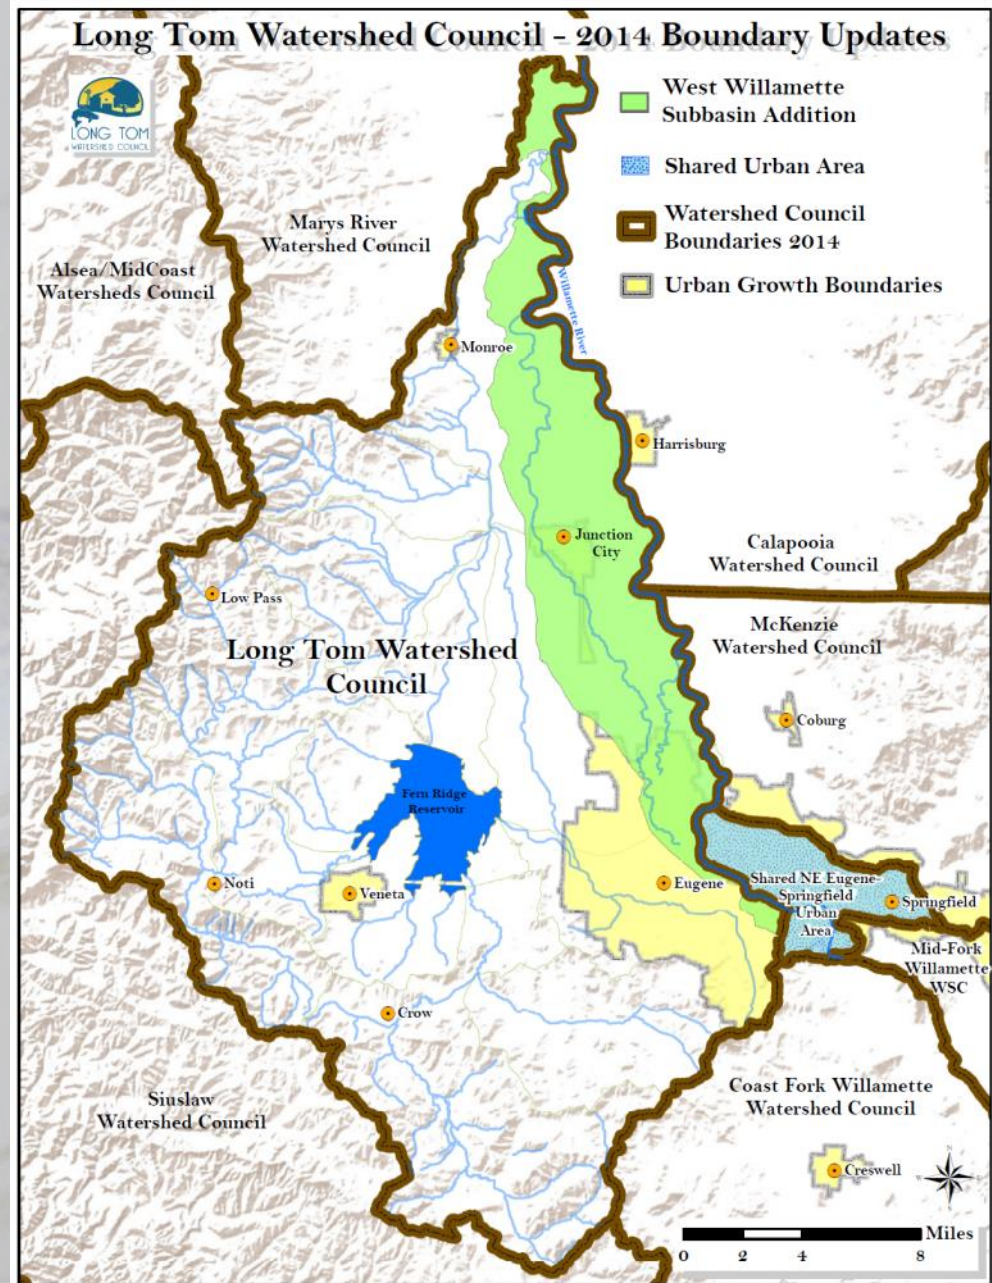 Long Tom Watershed Council - 2014 Boundary Updates
LONG TOM
WATERSHED COUNCIL
West Willamette
Subbasin Addition
Shared Urban Area
Watershed Council
Boundaries 2014
Urban Growth Boundaries
Marys River
Watershed Council
Alsea/MidCoast
Watersheds Council
Willamette River
Monroe
Harrisburg
Junction
City
Calapooia
Watershed Council
Low Pass
McKenzie
Watershed Council
Long Tom Watershed
Council
Coburg
Fern Ridge
Reservoir
Noti
Veneta
Eugene
Shared NE Eugene-
Springfield
Urban
Area
Springfield
Mid-Fork
Willamette
WSC
Crow
Siuslaw
Watershed Council
Coast Fork Willamette
Watershed Council
Creswell
N
W
Miles
0 2 4 8